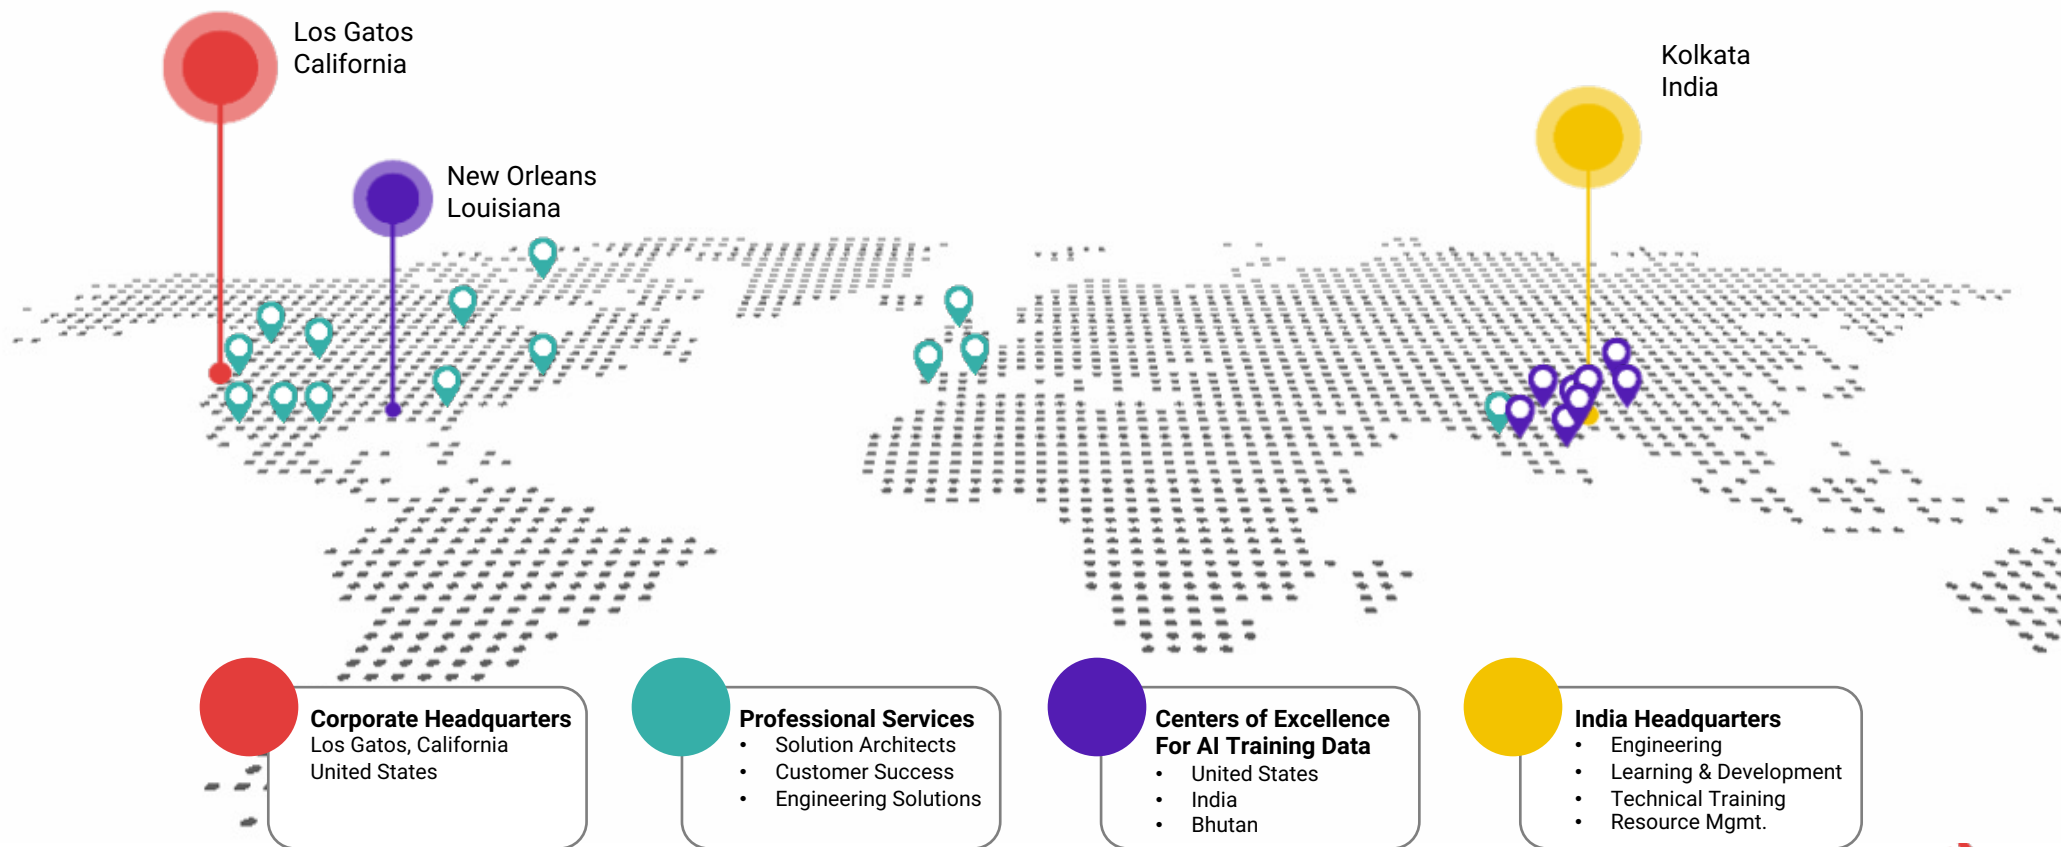 Los Gatos
California
New Orleans
Louisiana
Kolkata
India
Corporate Headquarters
Los Gatos, California
United States
Professional Services
• Solution Architects
• Customer Success
• Engineering Solutions
Centers of Excellence
For AI Training Data
• United States
• India
• Bhutan
India Headquarters
• Engineering
• Learning & Development
• Technical Training
• Resource Mgmt.